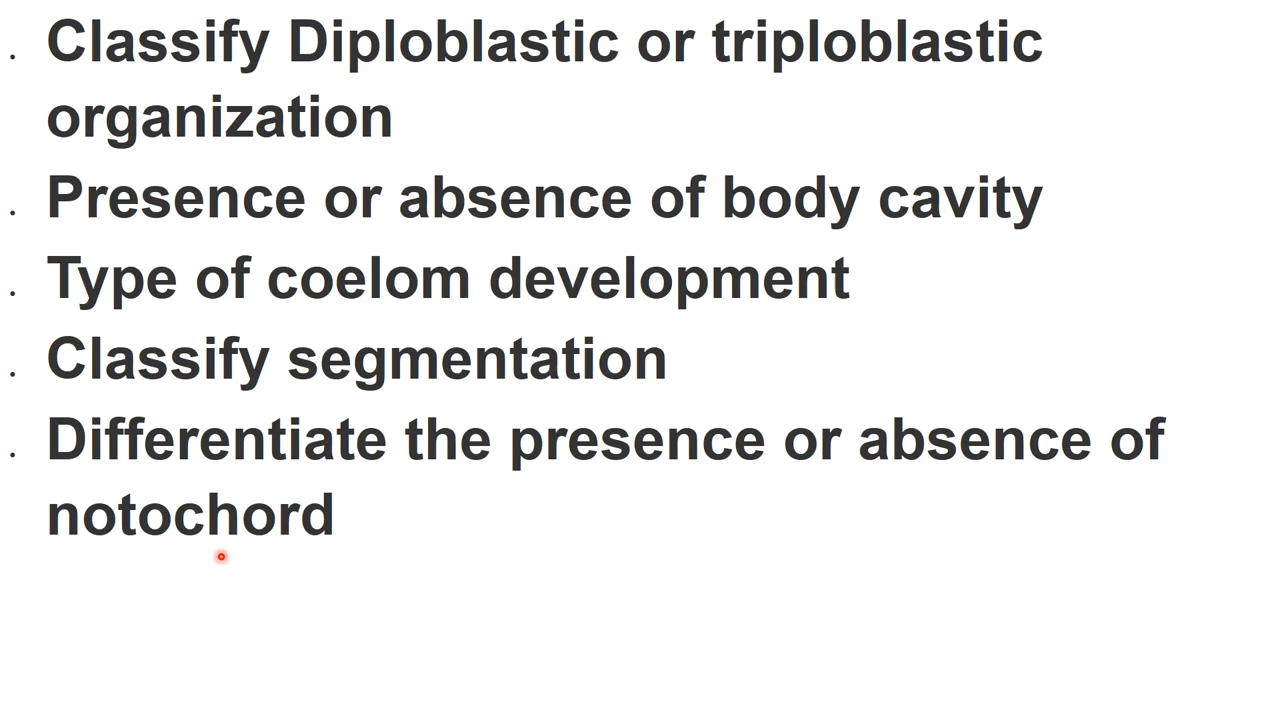 . Classify Diploblastic or triploblastic
organization
. Presence or absence of body cavity
. Type of coelom development
. Classify segmentation
. Differentiate the presence or absence of
notochord